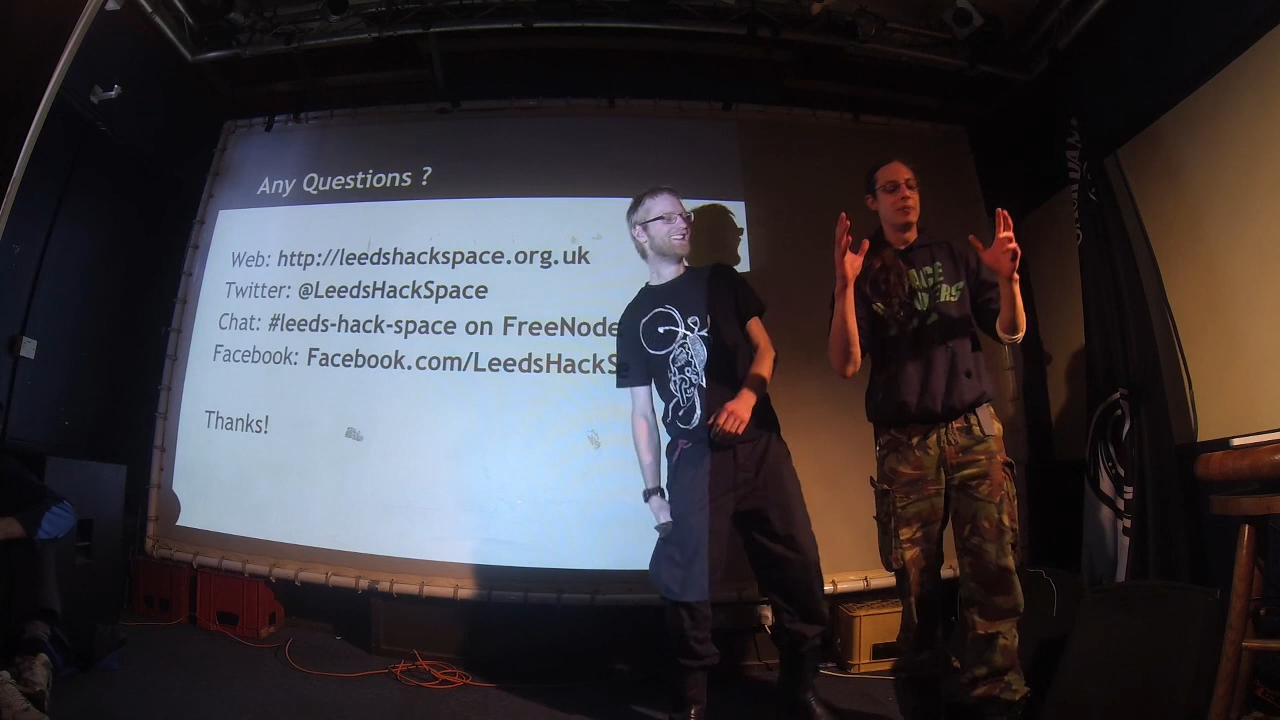 Any Questions ?
Web: http://leedshackspace.org.uk
Twitter: @LeedsHackSpace
Chat: #leeds-hack-space on FreeNode
Facebook: Facebook.com/LeedsHackS
Thanks!